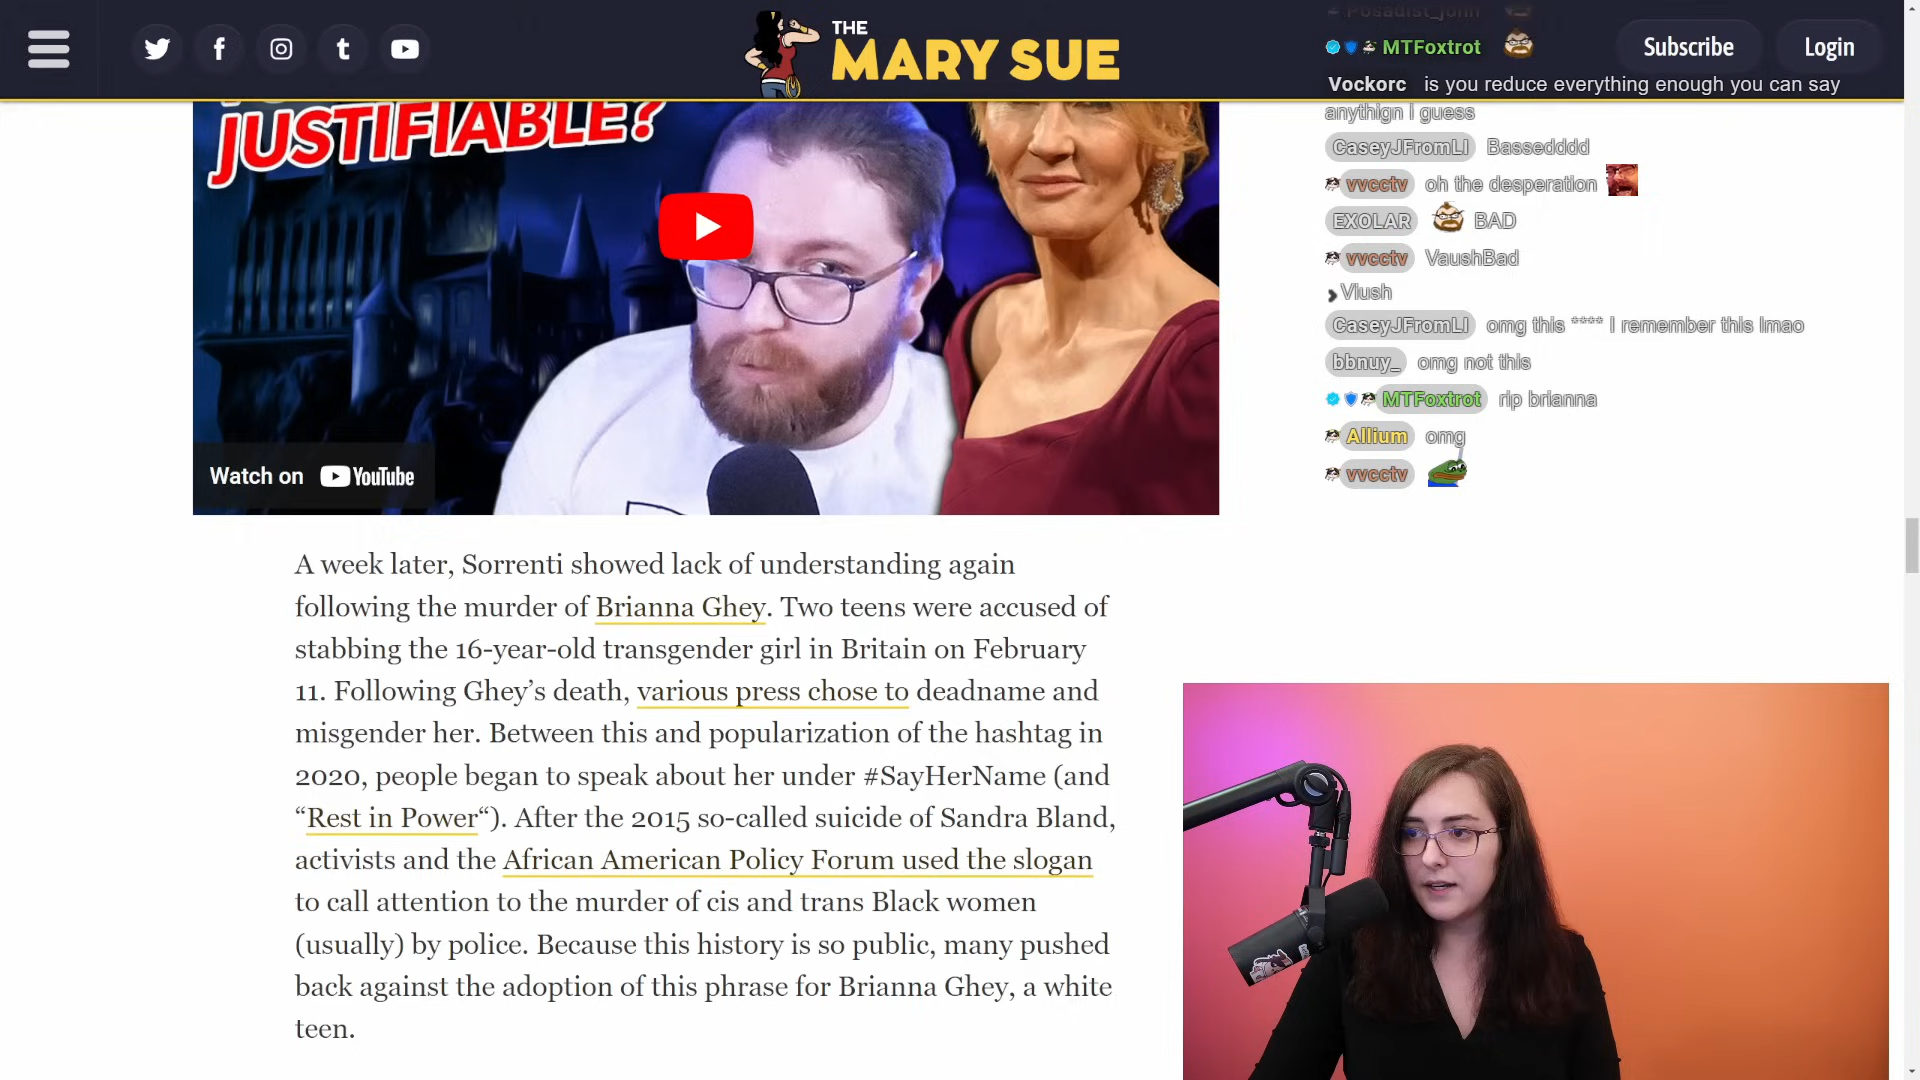 THE
MARY SUE
Subscribe
Login
JUSTIFIABLE?
Watch on YouTube
A week later, Sorrenti showed lack of understanding again
following the murder of Brianna Ghey. Two teens were accused of
stabbing the 16-year-old transgender girl in Britain on February
11. Following Ghey’s death, various press chose to deadname and
misgender her. Between this and popularization of the hashtag in
2020, people began to speak about her under #SayHerName (and
“Rest in Power“). After the 2015 so-called suicide of Sandra Bland,
activists and the African American Policy Forum used the slogan
to call attention to the murder of cis and trans Black women
(usually) by police. Because this history is so public, many pushed
back against the adoption of this phrase for Brianna Ghey, a white
teen.
Posadist_john
MTFoxtrot
Vockorc is you reduce everything enough you can say
anythign I guess
CaseyJFromLI Bassedddd
vvcctv oh the desperation
EXOLAR BAD
vvcctv VaushBad
Vlush
CaseyJFromLI omg this **** I remember this lmao
bbnuy_ omg not this
MTFoxtrot rip brianna
Allium omg
vvcctv